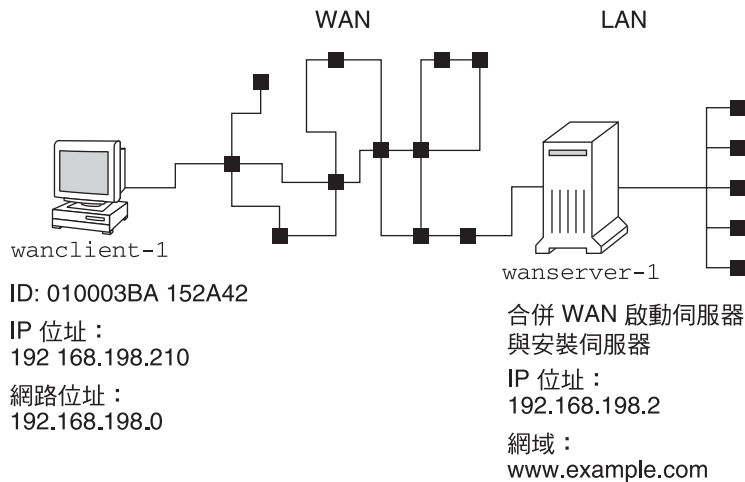 WAN
LAN
wanclient-1
ID: 010003BA 152A42
IP 位址：
192 168.198.210
網路位址：
192.168.198.0
wanserver-1
合併 WAN 啟動伺服器
與安裝伺服器
IP 位址：
192.168.198.2
網域：
www.example.com